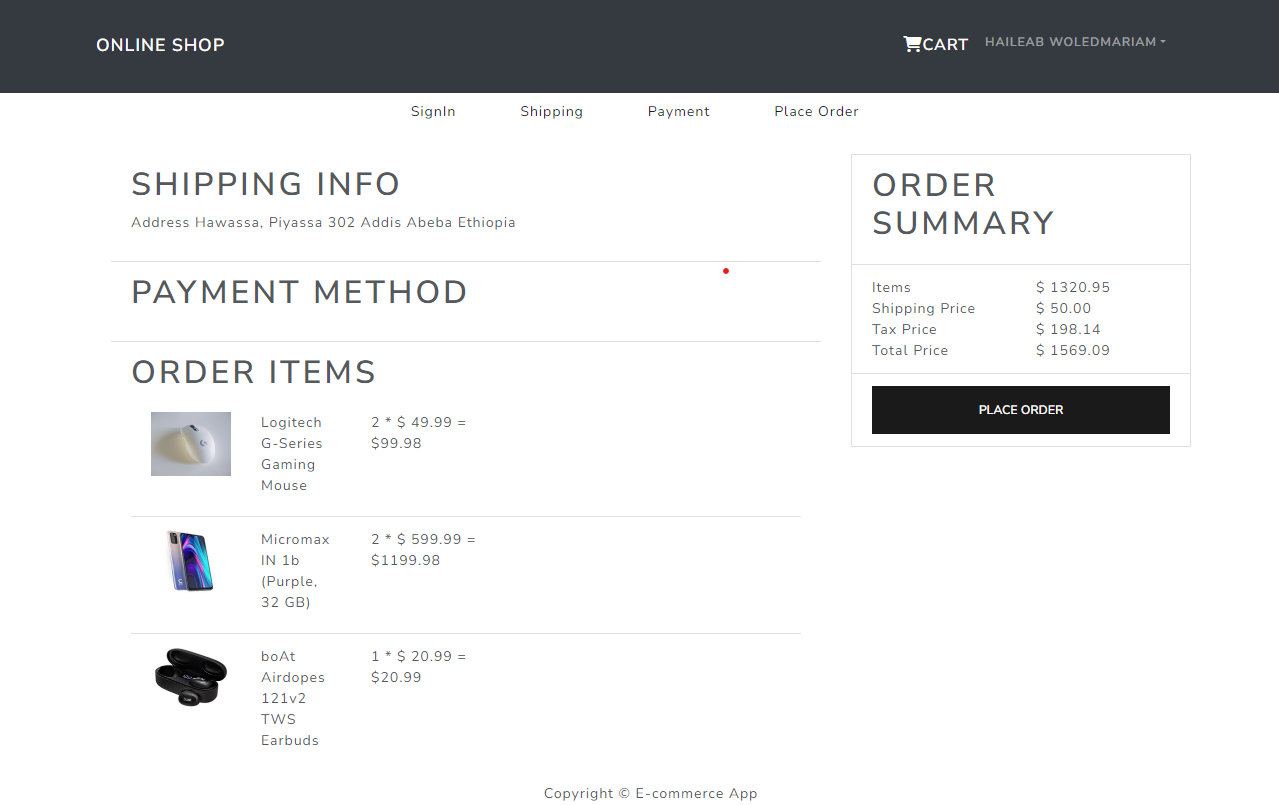 ONLINE SHOP
CART
HAILEAB WOLEDMARIAM
SignIn
Shipping
Payment
Place Order
SHIPPING INFO
Address Hawassa, Piyassa 302 Addis Abeba Ethiopia
PAYMENT METHOD
ORDER ITEMS
Logitech
G-Series
Gaming
Mouse
2 * $ 49.99 =
$99.98
Micromax
IN 1b
(Purple,
32 GB)
2 * $ 599.99 =
$1199.98
boAt
Airdopes
121v2
TWS
Earbuds
1 * $ 20.99 =
$20.99
ORDER
SUMMARY
Items $ 1320.95
Shipping Price $ 50.00
Tax Price $ 198.14
Total Price $ 1569.09
PLACE ORDER
Copyright © E-commerce App